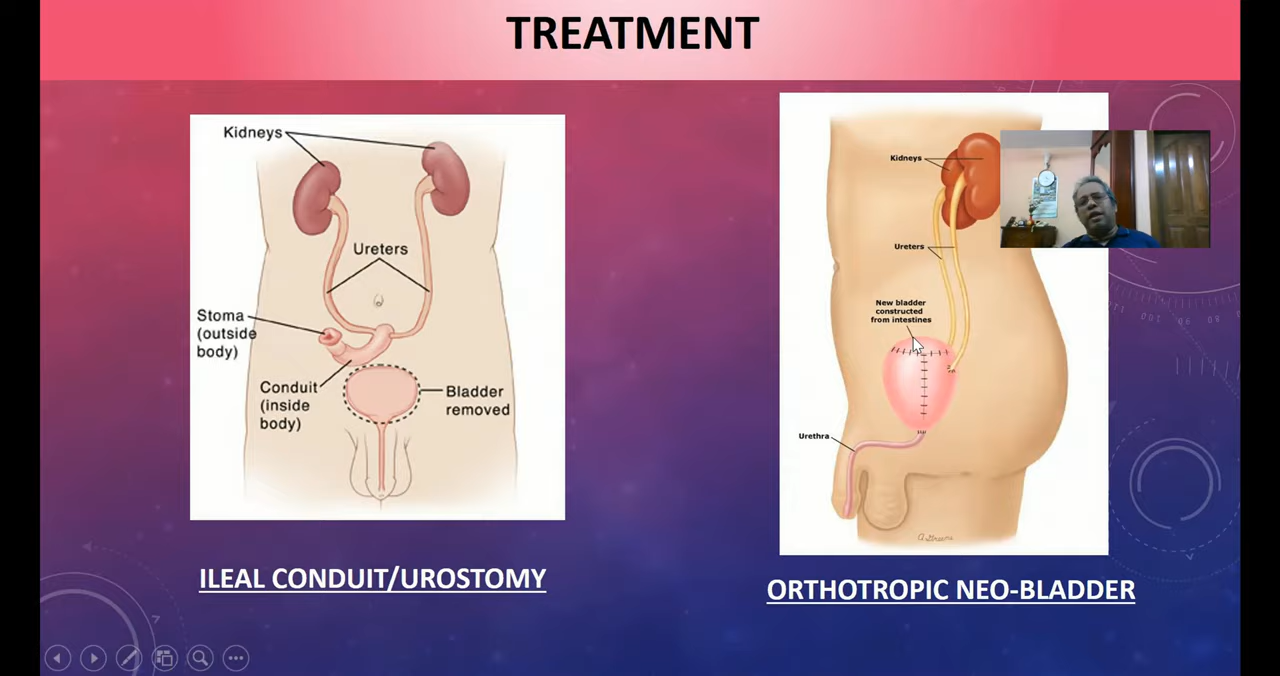 TREATMENT
Kidneys
Ureters
Stoma
(outside
body)
Conduit
(inside
body)
Bladder
removed
ILEAL CONDUIT/UROSTOMY
Kidneys
Ureters
New bladder
constructed
from intestines
Urethra
ORTHOTROPIC NEO-BLADDER